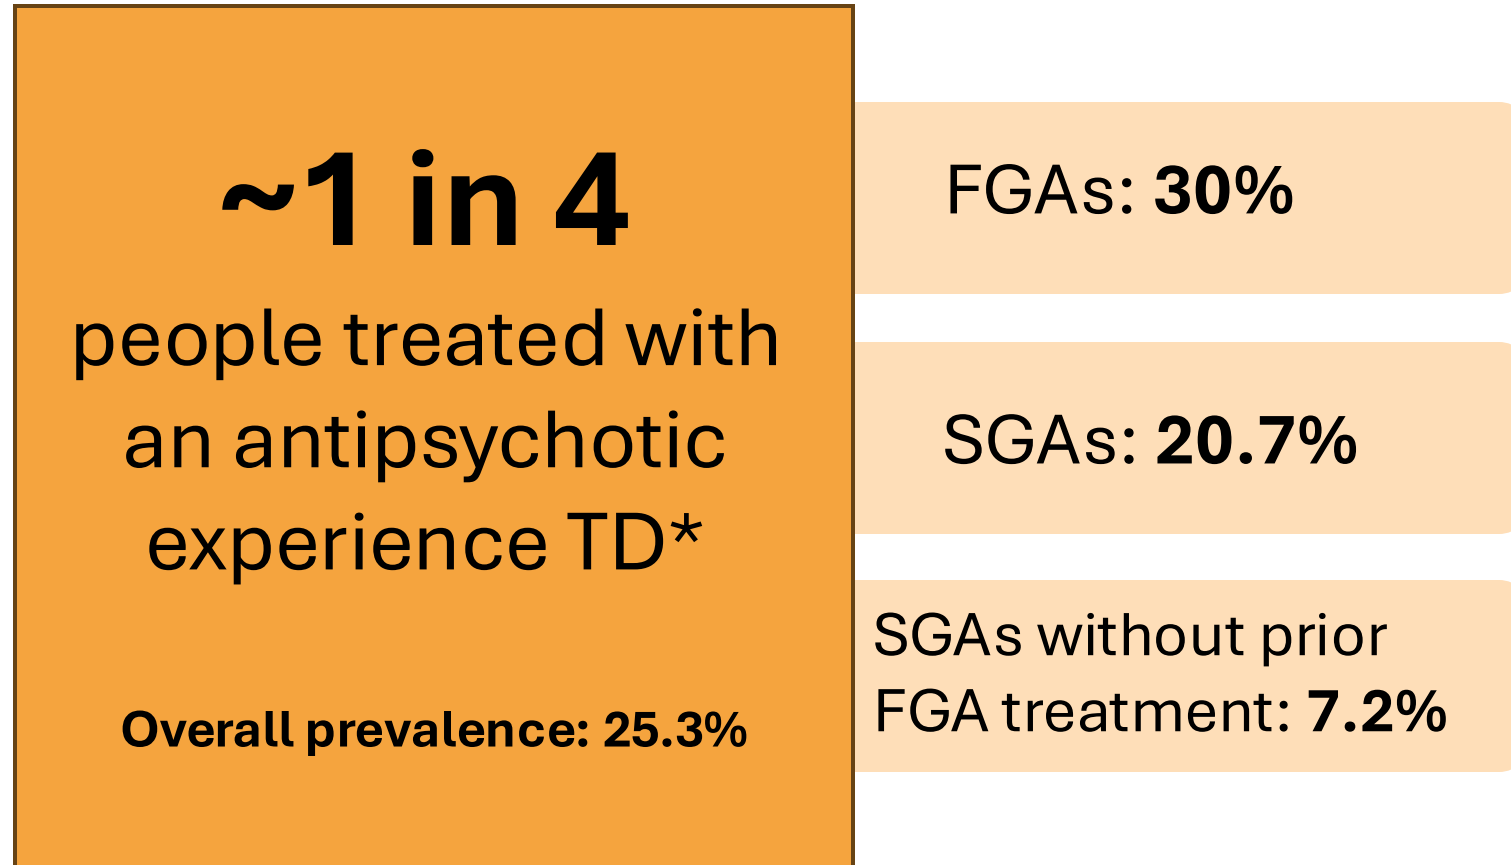 ~1 in 4
people treated with
an antipsychotic
experience TD*
Overall prevalence: 25.3%
FGAs: 30%
SGAs: 20.7%
SGAs without prior
FGA treatment: 7.2%